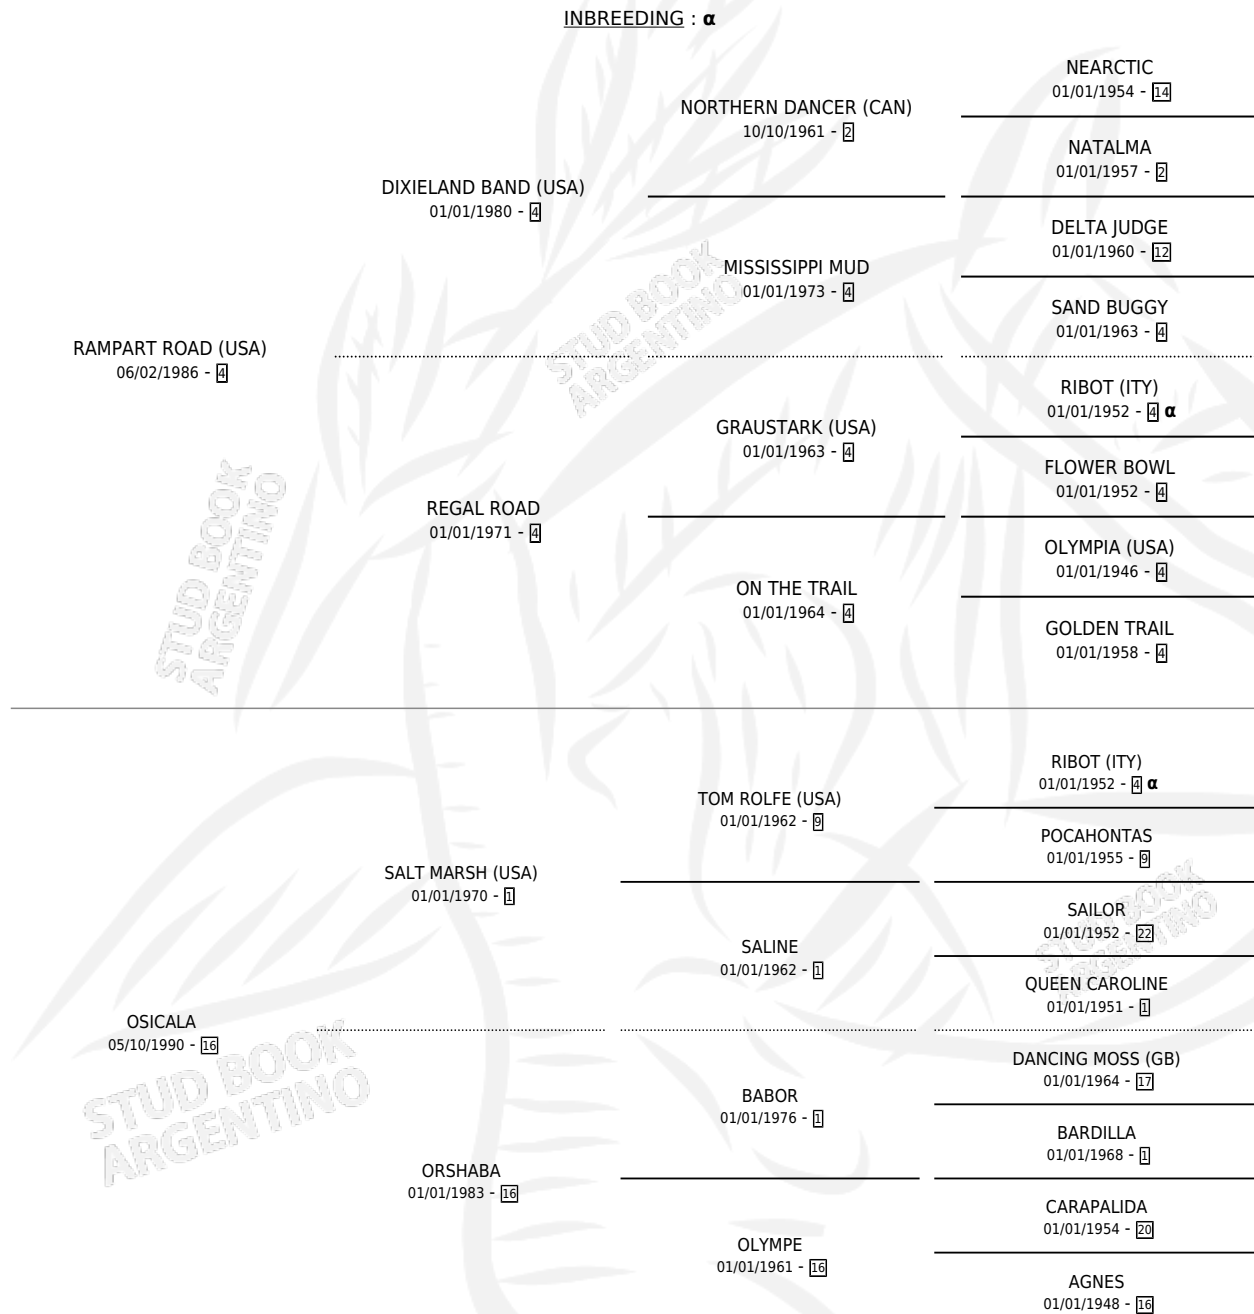 INBREEDING : α
NEARCTIC
01/01/1954 - 14
NORTHERN DANCER (CAN)
10/10/1961 - 2
NATALMA
01/01/1957 - 2
DIXIELAND BAND (USA)
01/01/1980 - 4
DELTA JUDGE
01/01/1960 - 12
MISSISSIPPI MUD
01/01/1973 - 4
SAND BUGGY
01/01/1963 - 4
RAMPART ROAD (USA)
06/02/1986 - 4
RIBOT (ITY)
01/01/1952 - 4 α
GRAUSTARK (USA)
01/01/1963 - 4
FLOWER BOWL
01/01/1952 - 4
REGAL ROAD
01/01/1971 - 4
OLYMPIA (USA)
01/01/1946 - 4
ON THE TRAIL
01/01/1964 - 4
GOLDEN TRAIL
01/01/1958 - 4
RIBOT (ITY)
01/01/1952 - 4 α
TOM ROLFE (USA)
01/01/1962 - 9
POCAHONTAS
01/01/1955 - 9
SALT MARSH (USA)
01/01/1970 - 1
SAILOR
01/01/1952 - 22
SALINE
01/01/1962 - 1
QUEEN CAROLINE
01/01/1951 - 1
OSICALA
05/10/1990 - 16
DANCING MOSS (GB)
01/01/1964 - 17
BABOR
01/01/1976 - 1
BARDILLA
01/01/1968 - 1
ORSHABA
01/01/1983 - 16
CARAPALIDA
01/01/1954 - 20
OLYMPE
01/01/1961 - 16
AGNES
01/01/1948 - 16
STUD BOOK
ARGENTINO
STUD BOOK
ARGENTINO
STUD BOOK
ARGENTINO
STUD BOOK
ARGENTINO